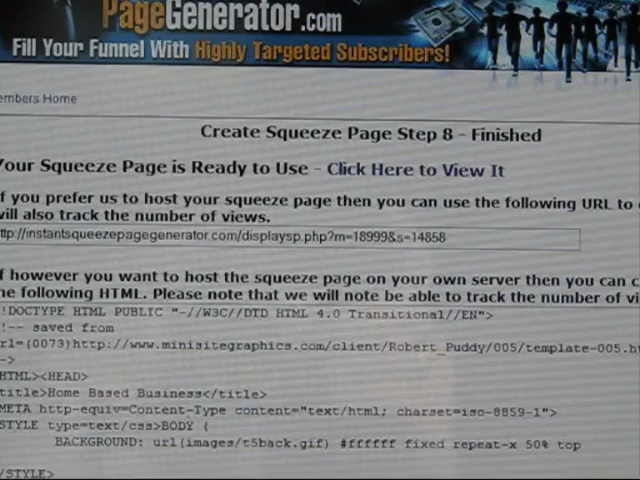 PageGenerator.com
Fill Your Funnel With Highly Targeted Subscribers!
embers Home
Create Squeeze Page Step 8 - Finished
Your Squeeze Page is Ready to Use - Click Here to View It
f you prefer us to host your squeeze page then you can use the following URL to
will also track the number of views.
ttp://instantsqueezepagegenerator.com/displaysp.php?m=18999&s=14858
f however you want to host the squeeze page on your own server then you can c
he following HTML. Please note that we will note be able to track the number of vi
!DOCTYPE HTML PUBLIC "-//W3C//DTD HTML 4.0 Transitional//EN">
!-- saved from
rl=(0073)http://www.minisitegraphics.com/client/Robert_Puddy/005/template-005.ht
->
HTML><HEAD>
title>Home Based Business</title>
META http-equiv=Content-Type content="text/html; charset=iso-8859-1">
STYLE type=text/css>BODY {
BACKGROUND: url(images/t5back.gif) #ffffff fixed repeat-x 50% top
/STYLE>